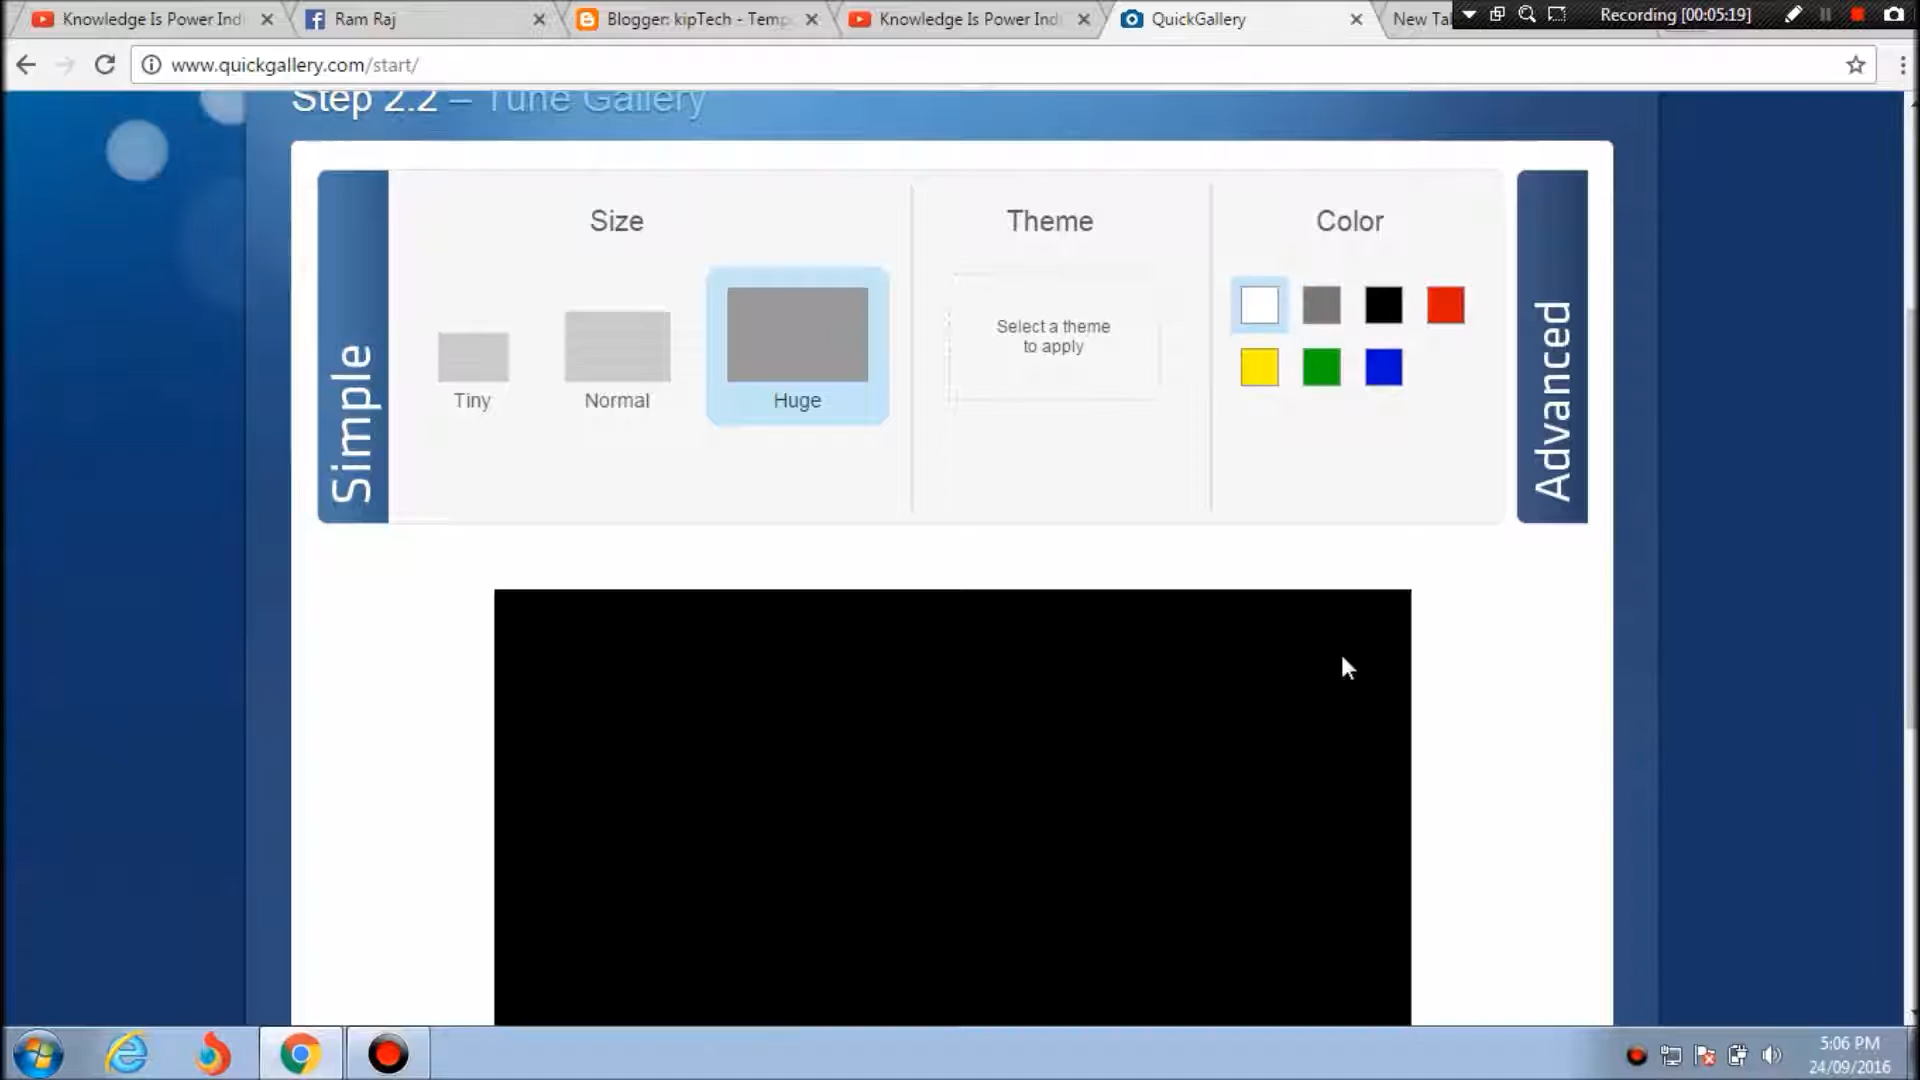 Knowledge Is Power Ind
Ram Raj
Blogger: kipTech - Temp
Knowledge Is Power Ind
QuickGallery
New Ta
Recording [00:05:19]
www.quickgallery.com/start/
Step 2.2 – Tune Gallery
Simple
Size
Tiny
Normal
Huge
Theme
Select a theme
to apply
Color
Advanced
5:06 PM
24/09/2016